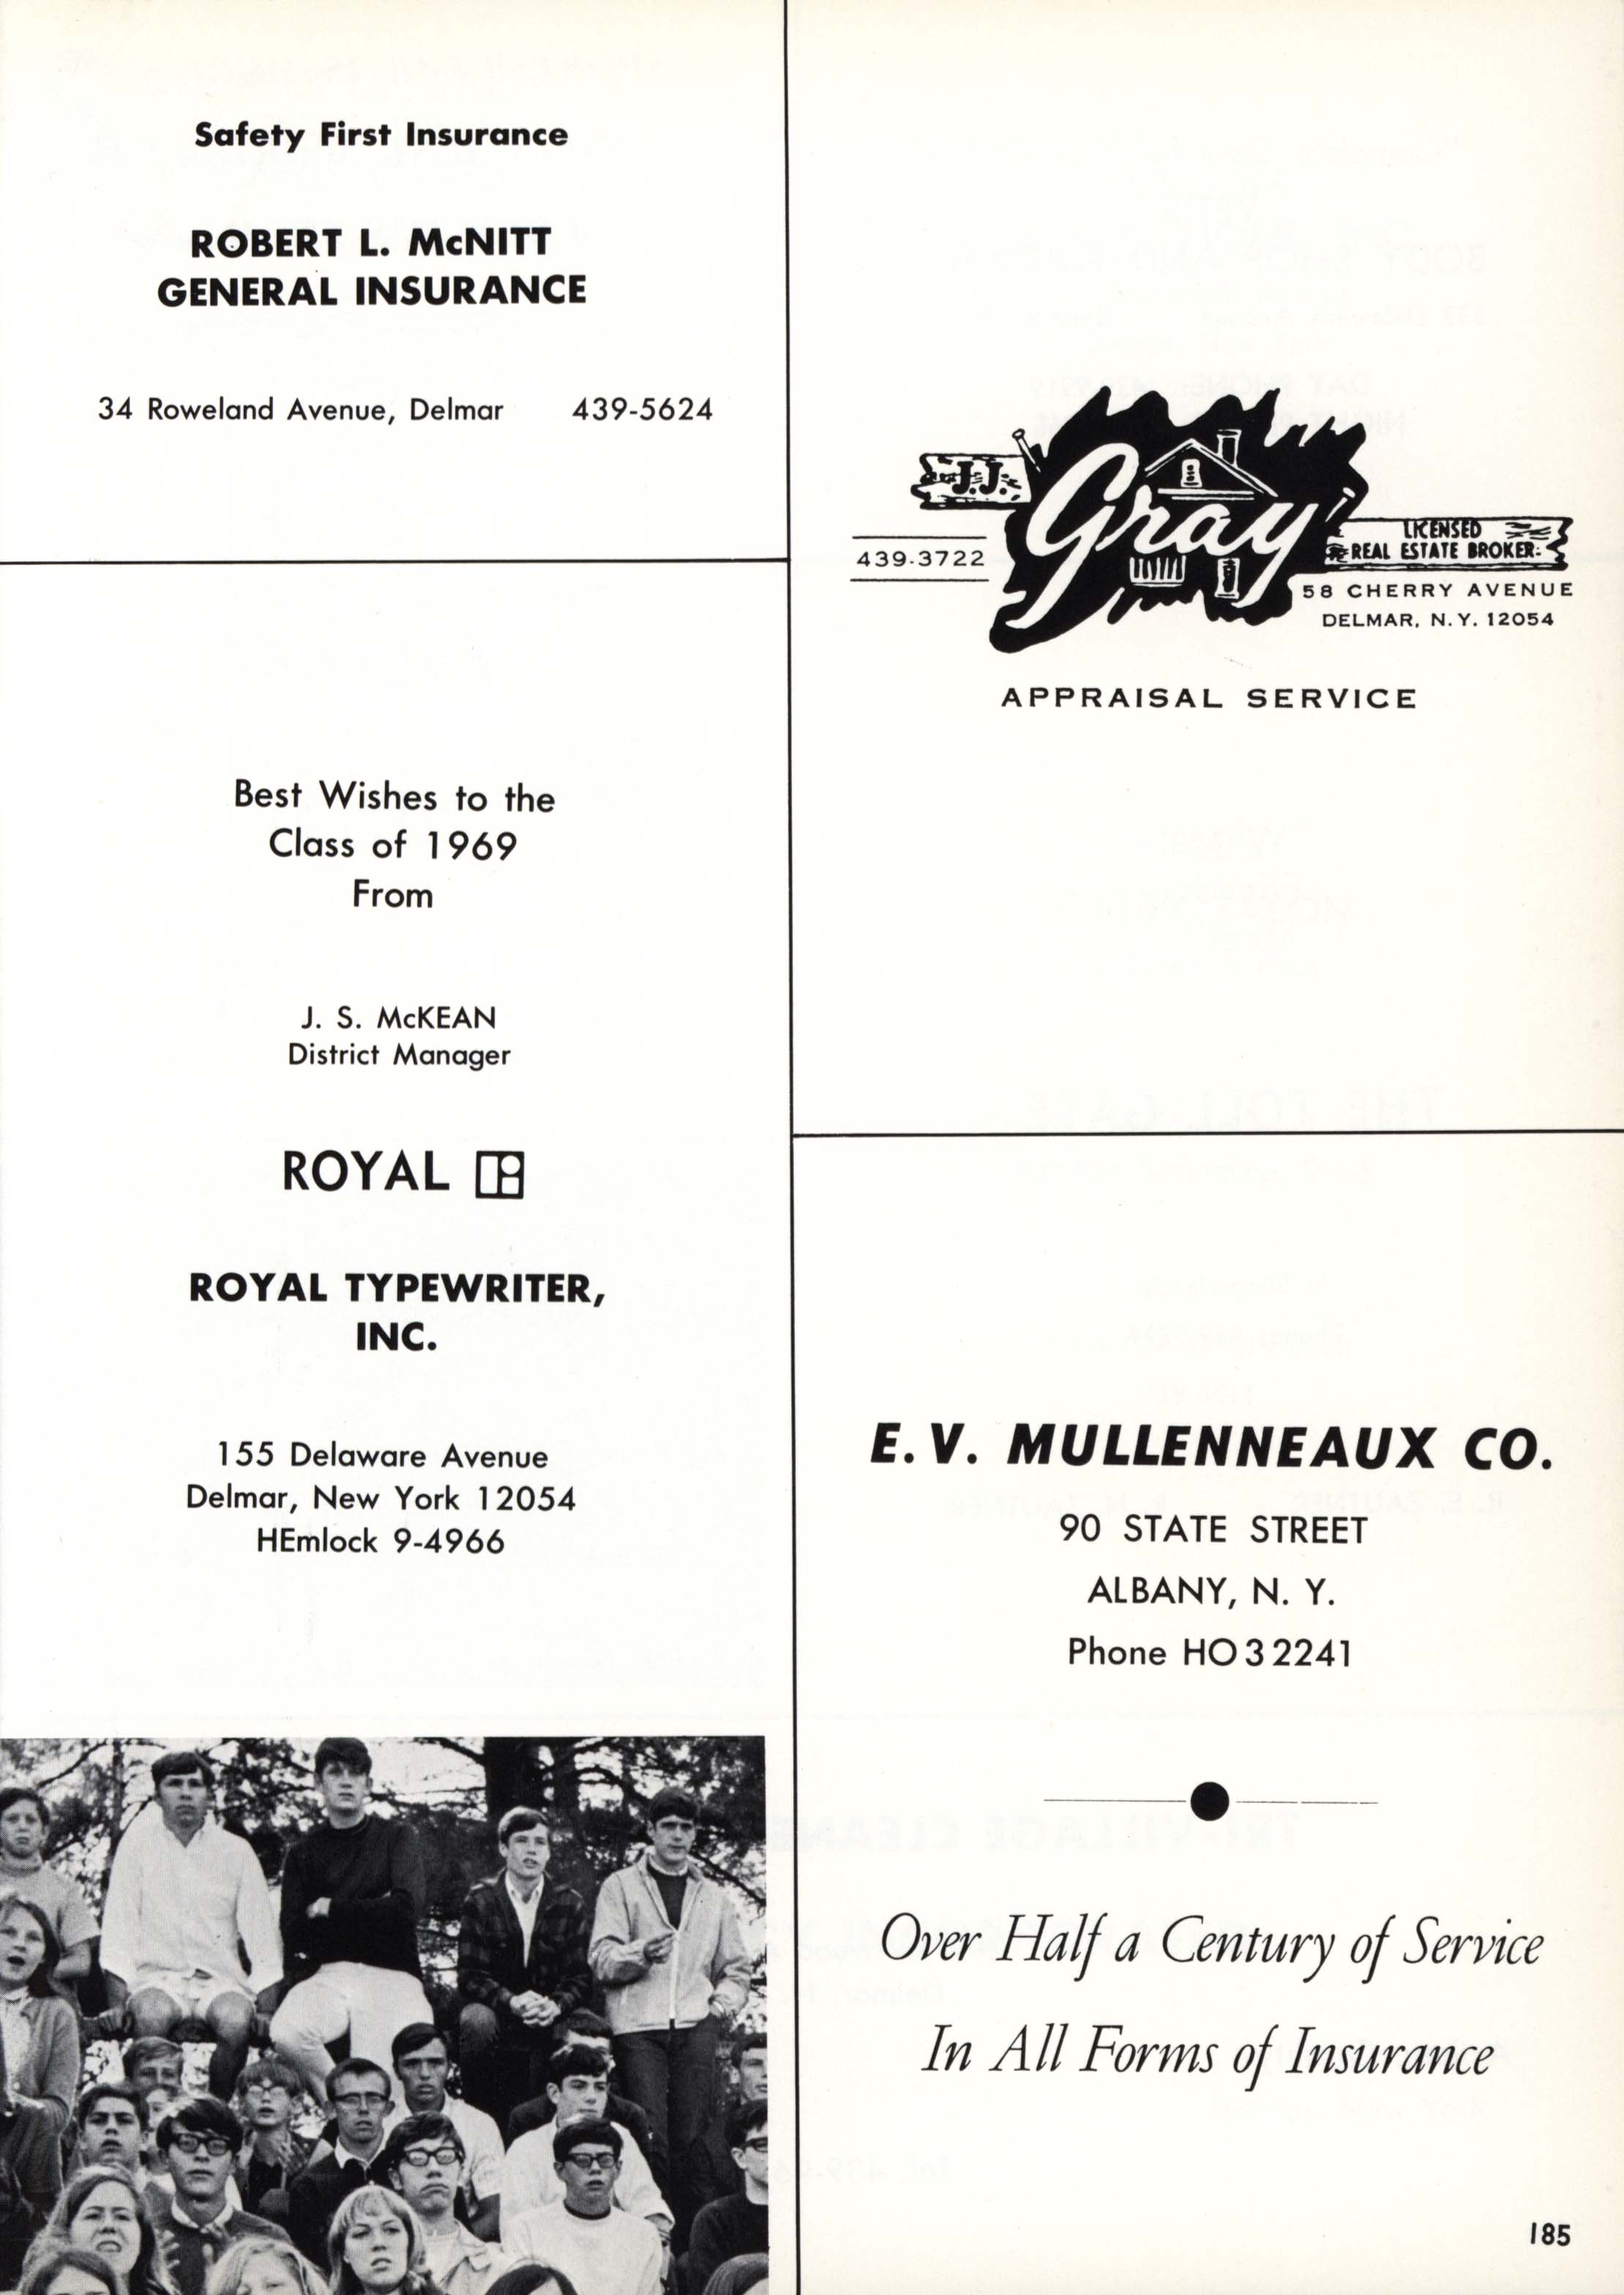 Safety First Insurance
ROBERT L. McNITT
GENERAL INSURANCE
34 Roweland Avenue, Delmar 439-5624
Best Wishes to the
Class of 1969
From
J. S. McKEAN
District Manager
ROYAL
ROYAL TYPEWRITER,
INC.
155 Delaware Avenue
Delmar, New York 12054
HEmlock 9-4966
J.J.
Gray
439.3722
LICENSED
REAL ESTATE BROKER
58 CHERRY AVENUE
DELMAR, N.Y. 12054
APPRAISAL SERVICE
E. V. MULLENNEAUX CO.
90 STATE STREET
ALBANY, N. Y.
Phone HO 3 2241
Over Half a Century of Service
In All Forms of Insurance
185